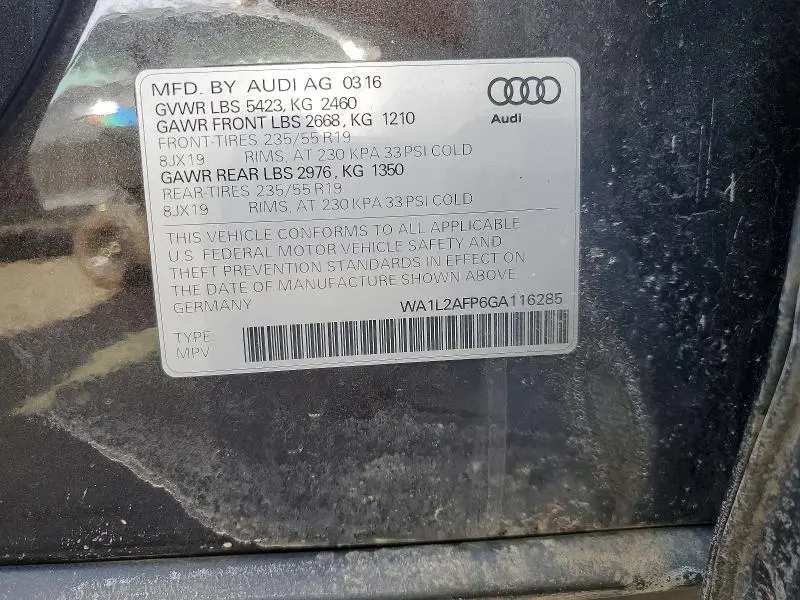 MFD. BY AUDI AG 0316
GVWR LBS 5423, KG 2460
GAWR FRONT LBS 2668, KG 1210
FRONT-TIRES 235/55 R19
8JX19 RIMS, AT 230 KPA 33 PSI COLD
GAWR REAR LBS 2976, KG 1350
REAR-TIRES 235/55 R19
8JX19 RIMS, AT 230 KPA 33 PSI COLD
Audi
THIS VEHICLE CONFORMS TO ALL APPLICABLE
U.S. FEDERAL MOTOR VEHICLE SAFETY AND
THEFT PREVENTION STANDARDS IN EFFECT ON
THE DATE OF MANUFACTURE SHOWN ABOVE
GERMANY WA1L2AFP6GA116285
TYPE:
MPV